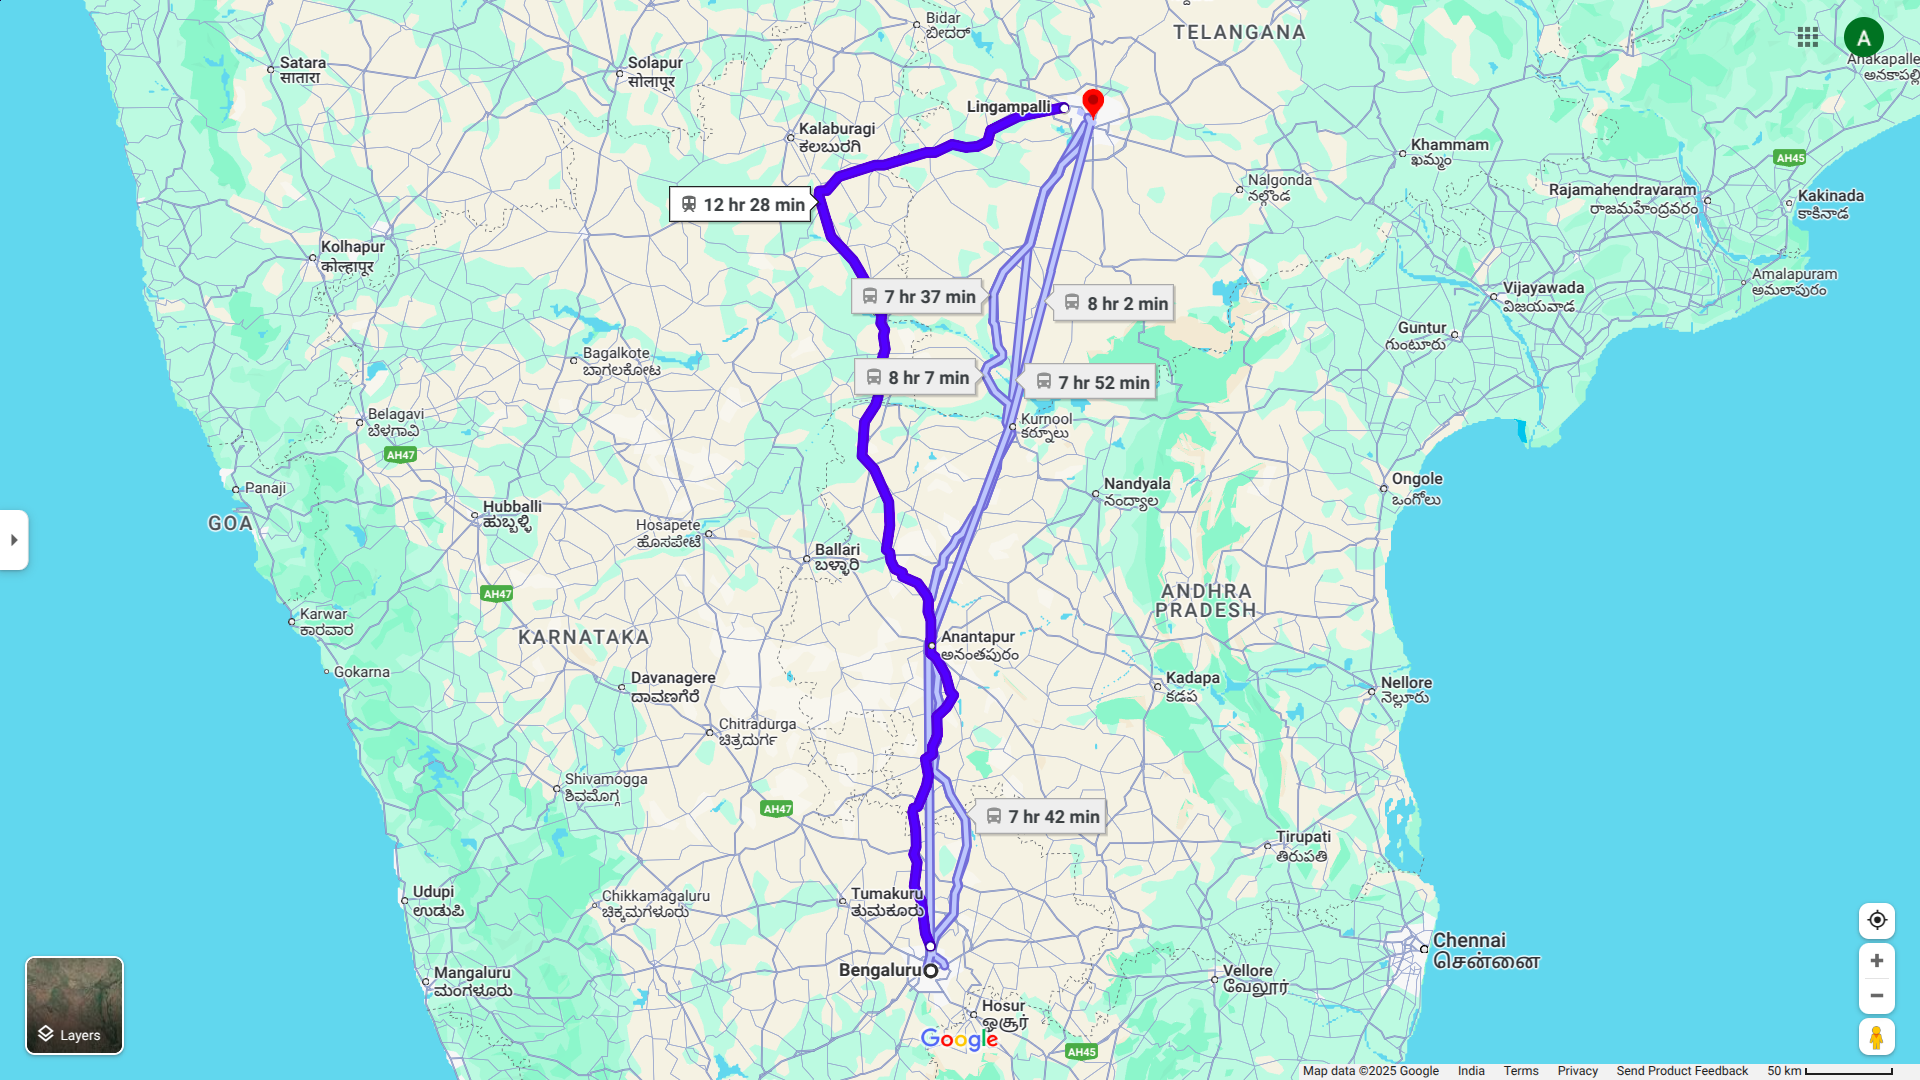 Bidar
ಬೀದರ್
TELANGANA
A
Anakapalle
ಅನಕಾಪಲ್ಲಿ
Satara
सातारा
Solapur
सोलापूर
Lingampalli
Kalaburagi
ಕಲಬುರಗಿ
Khammam
ఖమ్మం
AH45
12 hr 28 min
Nalgonda
నల్గొండ
Rajamahendravaram
రాజమహేంద్రవరం
Kakinada
కాకినాడ
Kolhapur
कोल्हापूर
7 hr 37 min
8 hr 2 min
Amalapuram
అమలాపురం
Vijayawada
విజయవాడ
Guntur
గుంటూరు
Bagalkote
ಬಾಗಲಕೋಟ
8 hr 7 min
7 hr 52 min
Belagavi
ಬೆಳಗಾವಿ
AH47
Kurnool
కర్నూలు
Panaji
GOA
Hubballi
ಹುಬ್ಬಳ್ಳಿ
Nandyala
నంద్యాల
Ongole
ఒంగోలు
Hosapete
ಹೊಸಪೇಟೆ
Ballari
ಬಳ್ಳಾರಿ
AH47
ANDHRA
PRADESH
Karwar
ಕಾರವಾರ
KARNATAKA
Anantapur
అనంతపురం
Gokarna
Davanagere
ದಾವಣಗೆರೆ
Kadapa
కడప
Nellore
నెల్లూరు
Chitradurga
ಚಿತ್ರದುರ್ಗ
Shivamogga
ಶಿವಮೊಗ್ಗ
AH47
7 hr 42 min
Tirupati
తిరుపతి
Udupi
ಉಡುಪಿ
Chikkamagaluru
ಚಿಕ್ಕಮಗಳೂರು
Tumakuru
ತುಮಕೂರು
Chennai
சென்னை
Bengaluru
Mangaluru
ಮಂಗಳೂರು
Vellore
வேலூர்
Hosur
ஓசூர்
Google
Layers
AH45
Map data ©2025 Google India Terms Privacy Send Product Feedback 50 km